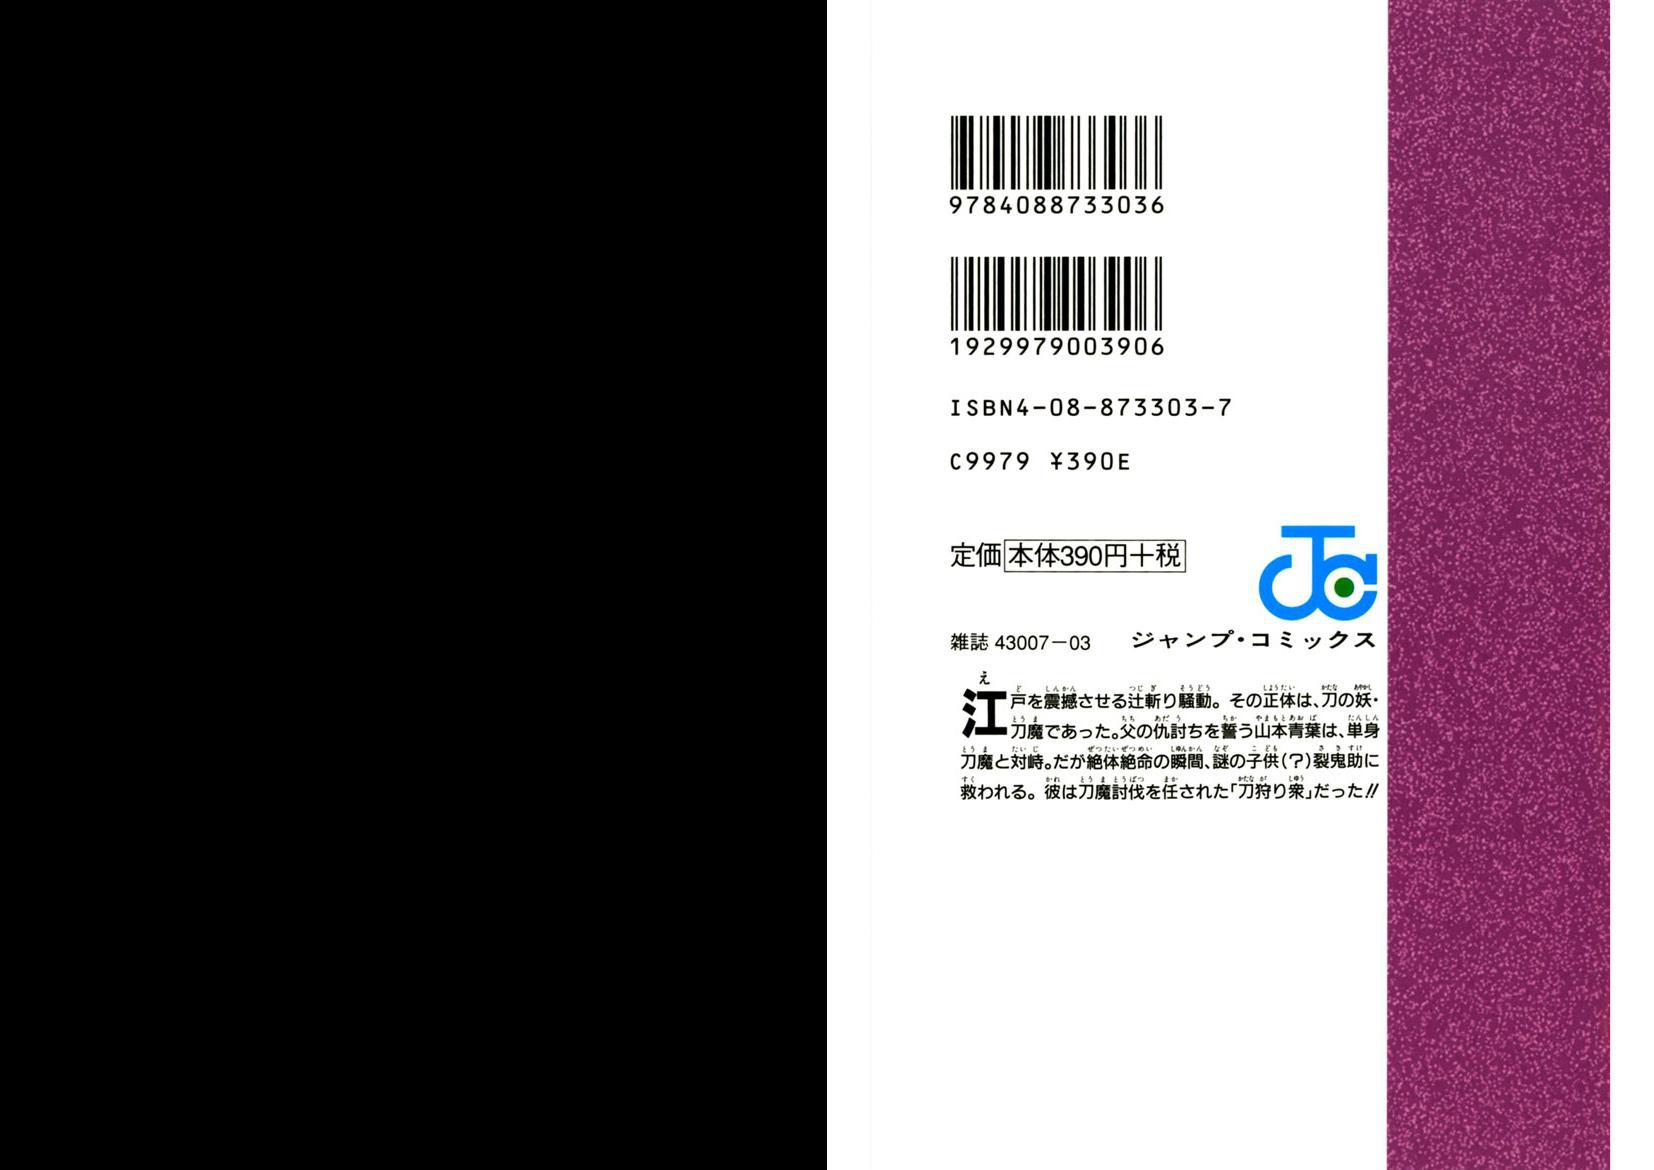 9784088733036
1929979003906
ISBN4-08-873303-7
C9979 ¥390E
定価 本体390円+税
雑誌 43007-03
ジャンプ・コミックス
江戸を震撼させる辻斬り騒動。その正体は、刀の妖・
刀魔であった。父の仇討ちを誓う山本青葉は、単身
刀魔と対峙。だが絶体絶命の瞬間、謎の子供(?)裂鬼助に
救われる。彼は刀魔討伐を任された「刀狩り衆」だった!!